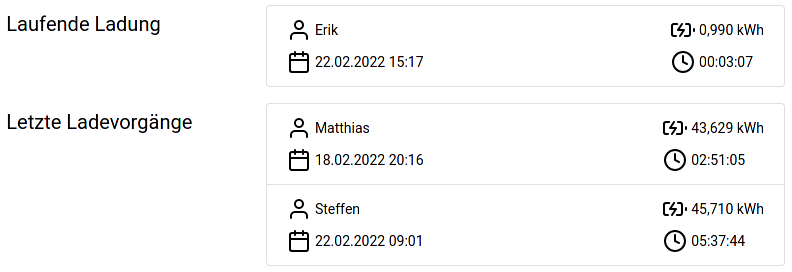 Laufende Ladung
Erik 0,990 kWh
22.02.2022 15:17 00:03:07
Letzte Ladevorgänge
Matthias 43,629 kWh
18.02.2022 20:16 02:51:05
Steffen 45,710 kWh
22.02.2022 09:01 05:37:44